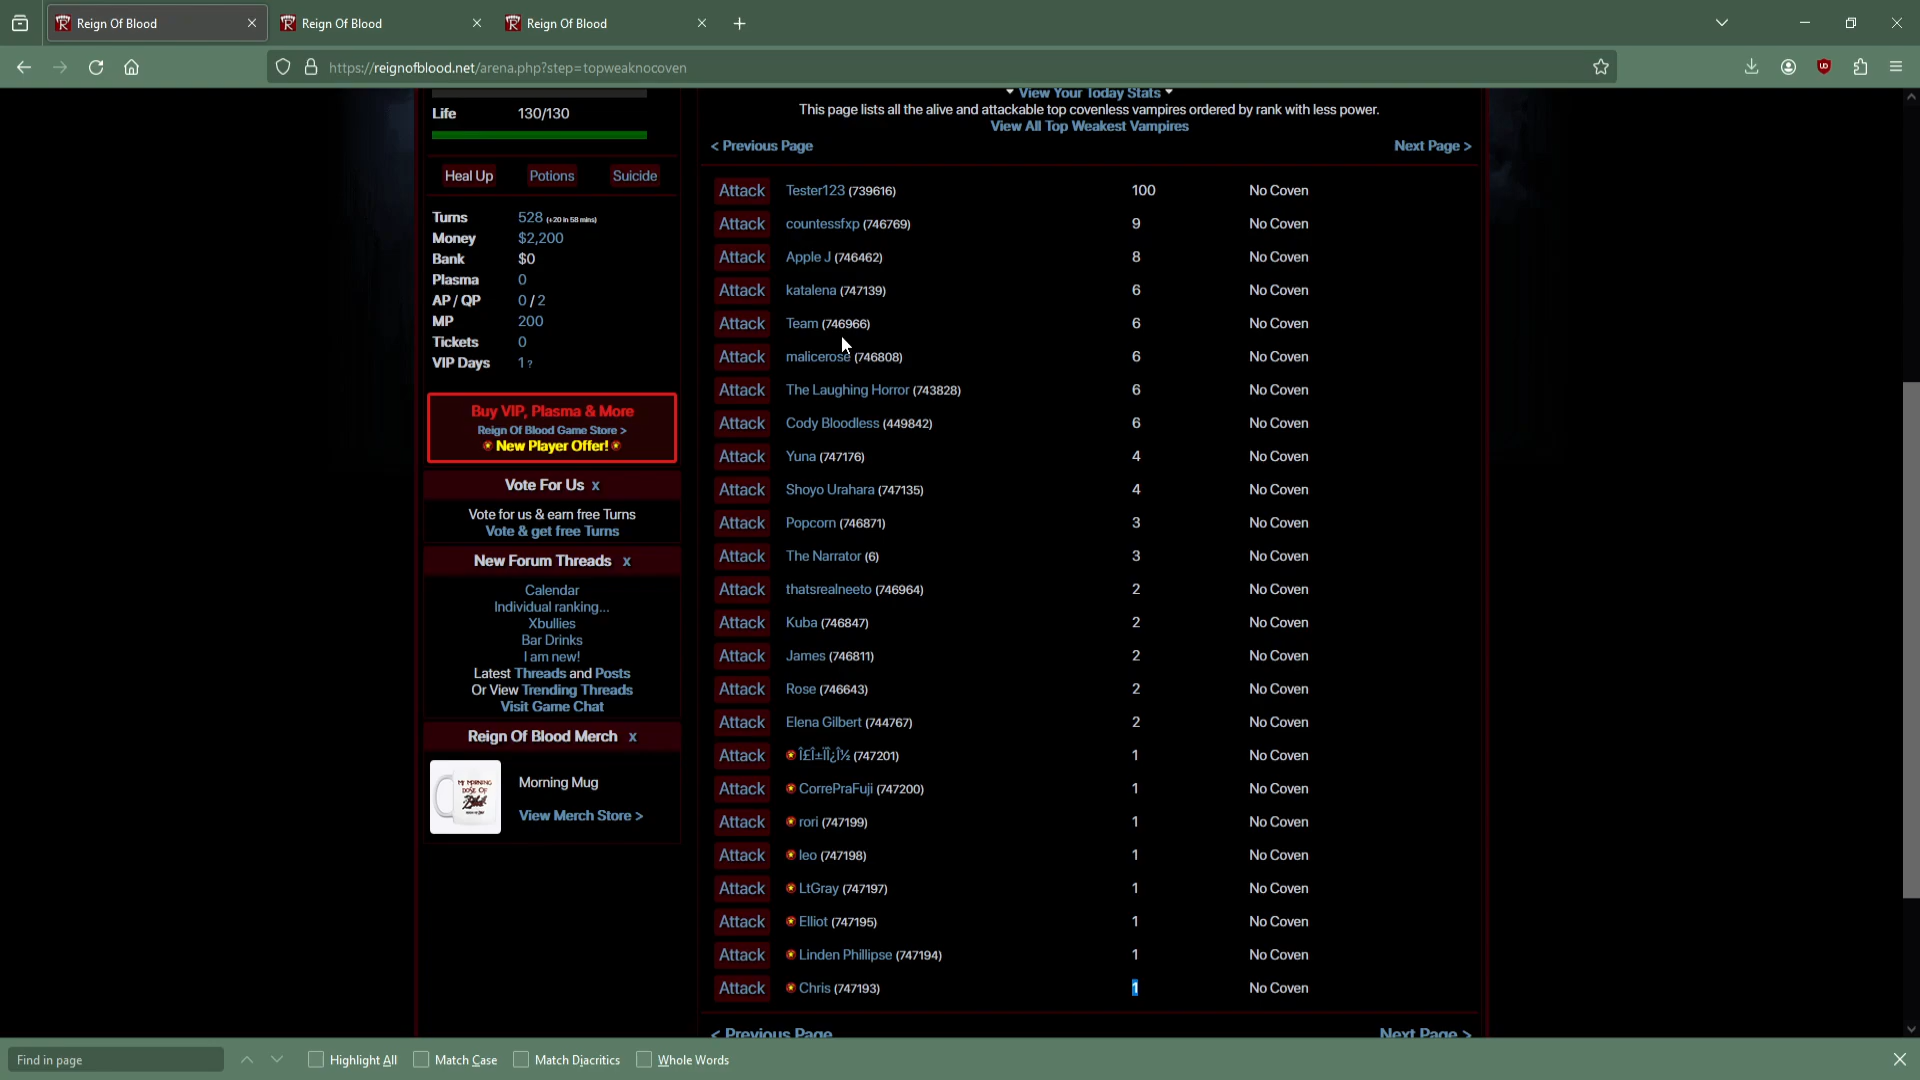 Reign Of Blood
Reign Of Blood
Reign Of Blood
https://reignofblood.net/arena.php?step=topweaknocoven
Life 130/130
Heal Up Potions Suicide
Turns 528 (+20 in 58 mins)
Money $2,200
Bank $0
Plasma 0
AP / QP 0 / 2
MP 200
Tickets 0
VIP Days 1 ?
Buy VIP, Plasma & More
Reign Of Blood Game Store >
New Player Offer!
Vote For Us x
Vote for us & earn free Turns
Vote & get free Turns
New Forum Threads x
Calendar
Individual ranking...
Xbullies
Bar Drinks
I am new!
Latest Threads and Posts
Or View Trending Threads
Visit Game Chat
Reign Of Blood Merch x
MY MORNING
DOSE OF
Blood
Morning Mug
View Merch Store >
View Your Today Stats
This page lists all the alive and attackable top covenless vampires ordered by rank with less power.
View All Top Weakest Vampires
< Previous Page Next Page >
Attack Tester123 (739616) 100 No Coven
Attack countessfxp (746769) 9 No Coven
Attack Apple J (746462) 8 No Coven
Attack katalena (747139) 6 No Coven
Attack Team (746966) 6 No Coven
Attack malicerose (746808) 6 No Coven
Attack The Laughing Horror (743828) 6 No Coven
Attack Cody Bloodless (449842) 6 No Coven
Attack Yuna (747176) 4 No Coven
Attack Shoyo Urahara (747135) 4 No Coven
Attack Popcorn (746871) 3 No Coven
Attack The Narrator (6) 3 No Coven
Attack thatsrealneeto (746964) 2 No Coven
Attack Kuba (746847) 2 No Coven
Attack James (746811) 2 No Coven
Attack Rose (746643) 2 No Coven
Attack Elena Gilbert (744767) 2 No Coven
Attack Î£Î±ÏÎ¿Î½ (747201) 1 No Coven
Attack CorrePraFuji (747200) 1 No Coven
Attack rori (747199) 1 No Coven
Attack leo (747198) 1 No Coven
Attack LtGray (747197) 1 No Coven
Attack Elliot (747195) 1 No Coven
Attack Linden Phillipse (747194) 1 No Coven
Attack Chris (747193) 1 No Coven
< Previous Page Next Page >
Find in page Highlight All Match Case Match Diacritics Whole Words